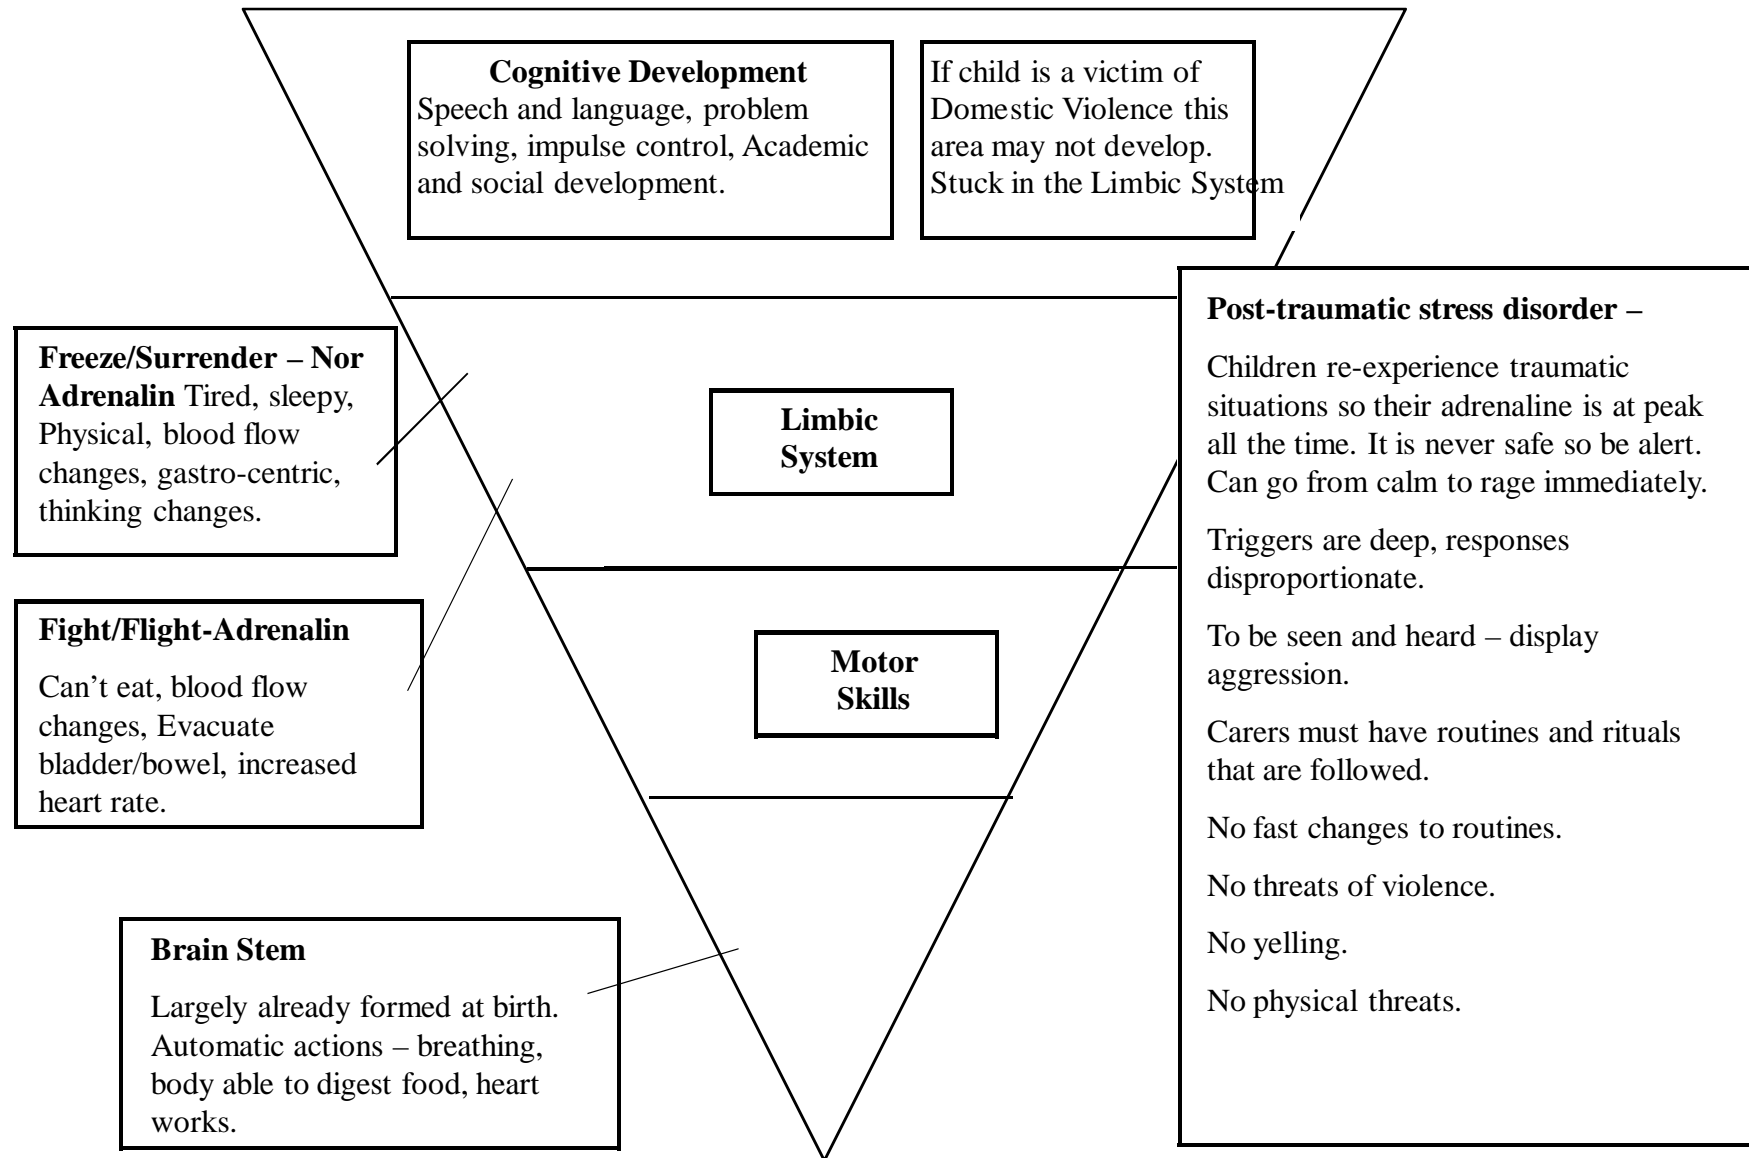 Cognitive Development
Speech and language, problem
solving, impulse control, Academic
and social development.
If child is a victim of
Domestic Violence this
area may not develop.
Stuck in the Limbic System
Freeze/Surrender – Nor
Adrenalin Tired, sleepy,
Physical, blood flow
changes, gastro-centric,
thinking changes.
Limbic
System
Post-traumatic stress disorder –
Children re-experience traumatic
situations so their adrenaline is at peak
all the time. It is never safe so be alert.
Can go from calm to rage immediately.
Triggers are deep, responses
disproportionate.
To be seen and heard – display
aggression.
Carers must have routines and rituals
that are followed.
No fast changes to routines.
No threats of violence.
No yelling.
No physical threats.
Fight/Flight-Adrenalin
Can’t eat, blood flow
changes, Evacuate
bladder/bowel, increased
heart rate.
Motor
Skills
Brain Stem
Largely already formed at birth.
Automatic actions – breathing,
body able to digest food, heart
works.